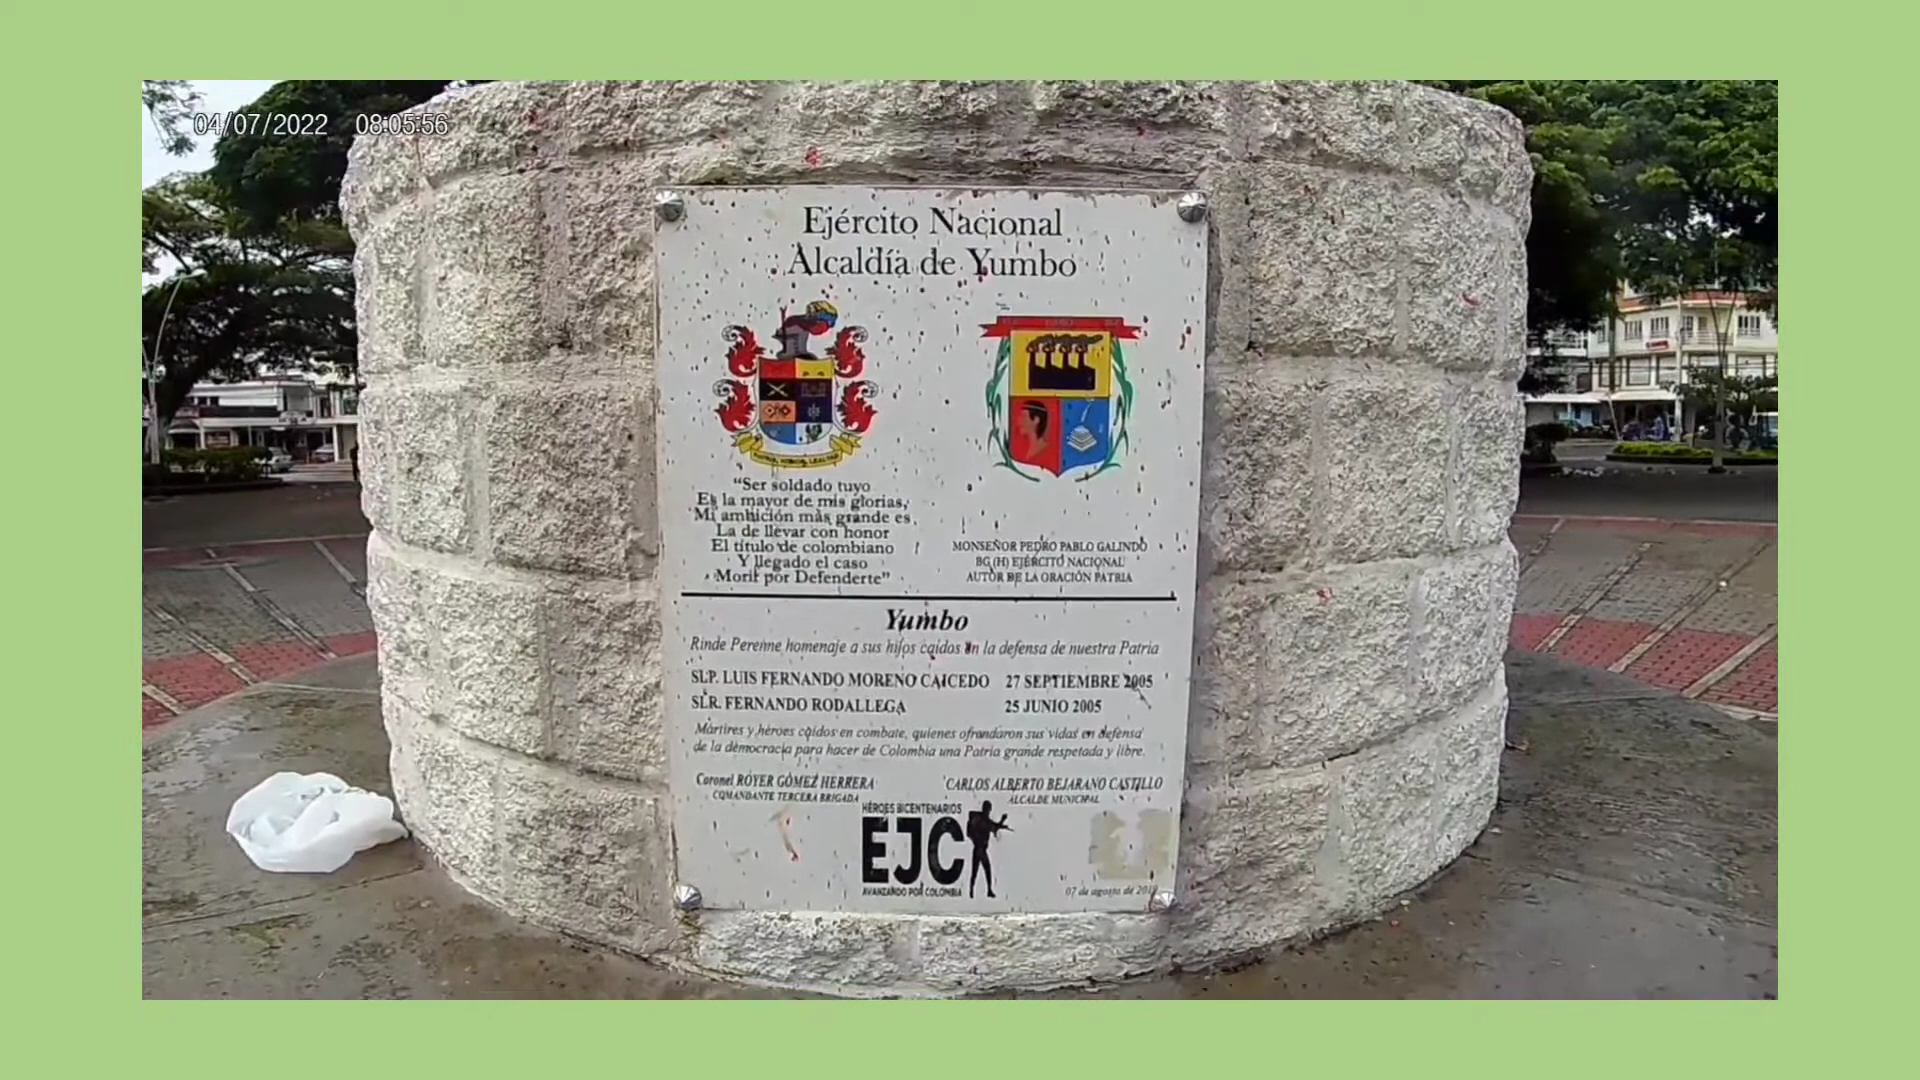 04/07/2022 08:05:56
Ejército Nacional
Alcaldía de Yumbo
"Ser soldado tuyo
Es la mayor de mis glorias,
Mi ambición màs grande es
La de llevar con honor
El título de colombiano
Y llegado el caso
Morir por Defenderte"
MONSEÑOR PEDRO PABLO GALINDO
BG (H) EJÉRCITO NACIONAL
AUTOR DE LA ORACIÓN PATRIA
Yumbo
Rinde Perenne homenaje a sus hijos caídos en la defensa de nuestra Patria
SLP. LUIS FERNANDO MORENO CAICEDO 27 SEPTIEMBRE 2005
SLR. FERNANDO RODALLEGA 25 JUNIO 2005
Mártires y héroes caídos en combate, quienes ofrendaron sus vidas en defensa
de la democracia para hacer de Colombia una Patria grande respetada y libre.
Coronel ROYER GÓMEZ HERRERA
COMANDANTE TERCERA BRIGADA
CARLOS ALBERTO BEJARANO CASTILLO
ALCALDE MUNICIPAL
HÉROES BICENTENARIOS
EJC
AVANZANDO POR COLOMBIA
07 de agosto de